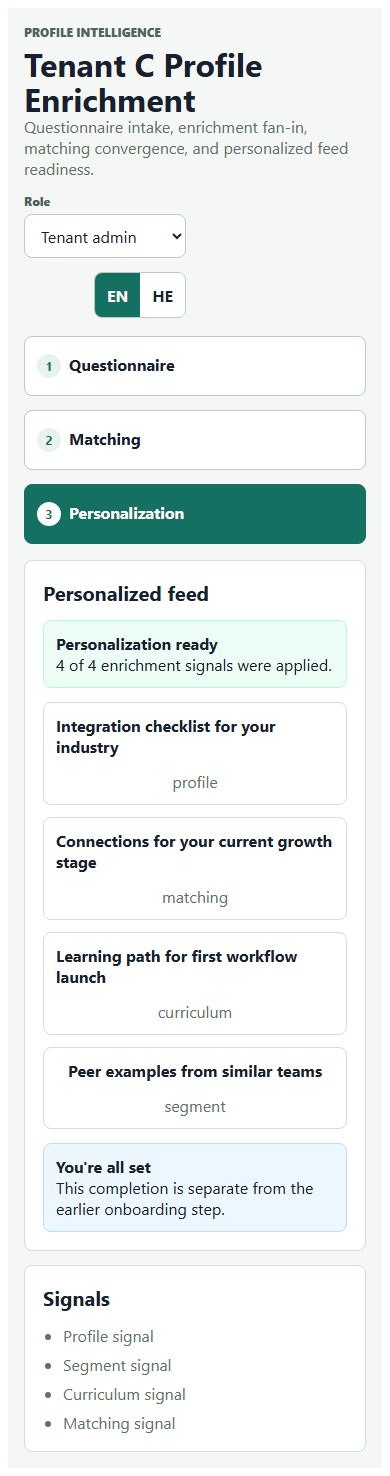 PROFILE INTELLIGENCE
Tenant C Profile
Enrichment
Questionnaire intake, enrichment fan-in,
matching convergence, and personalized feed
readiness.
Role
Tenant admin
EN HE
1 Questionnaire
2 Matching
3 Personalization
Personalized feed
Personalization ready
4 of 4 enrichment signals were applied.
Integration checklist for your
industry
profile
Connections for your current growth
stage
matching
Learning path for first workflow
launch
curriculum
Peer examples from similar teams
segment
You're all set
This completion is separate from the
earlier onboarding step.
Signals
• Profile signal
• Segment signal
• Curriculum signal
• Matching signal